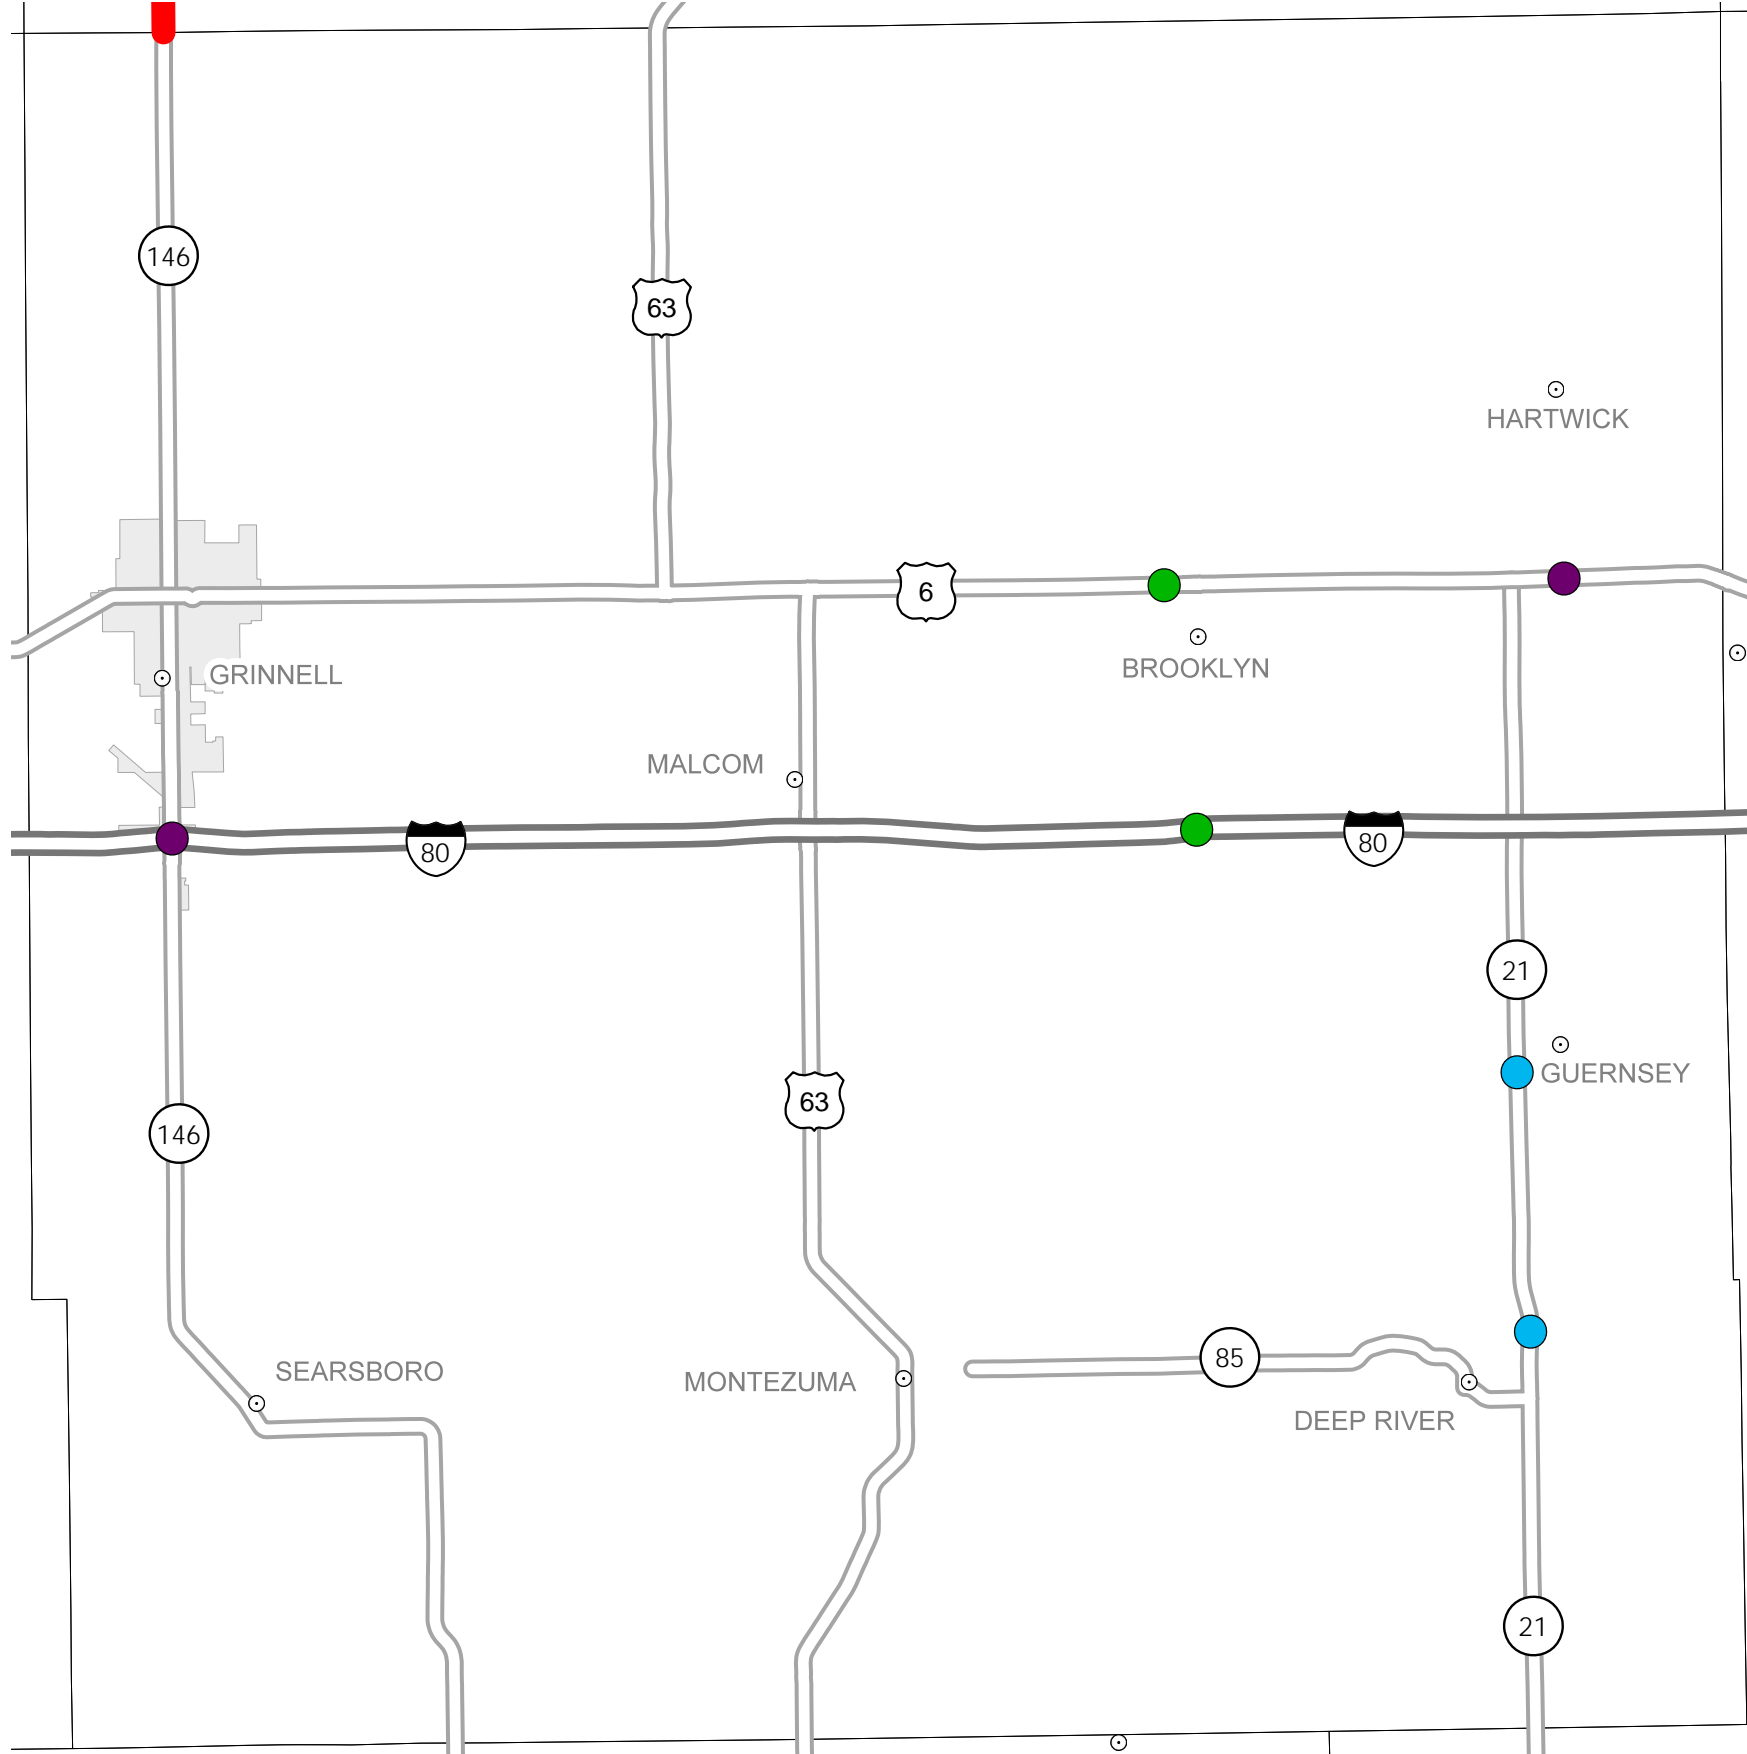 146
63
HARTWICK
6
BROOKLYN
GRINNELL
MALCOM
80
80
21
GUERNSEY
63
146
85
SEARSBORO
MONTEZUMA
DEEP RIVER
21